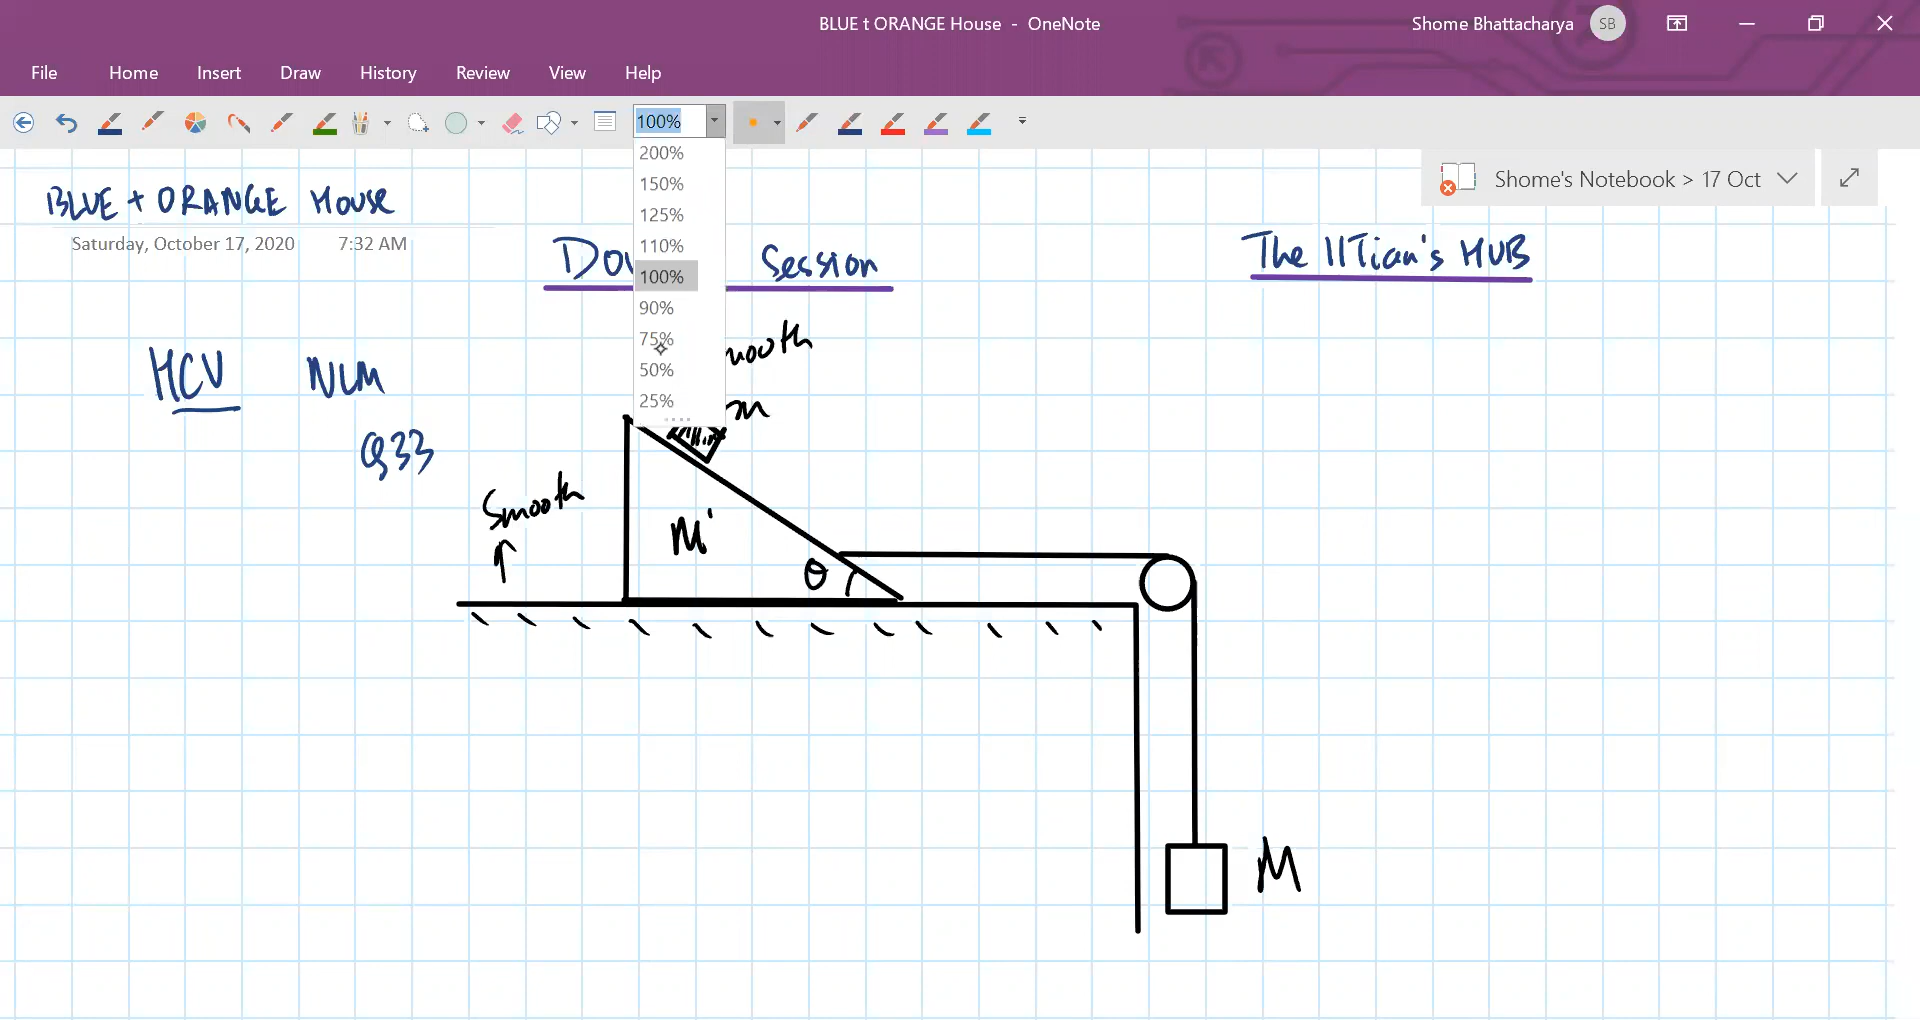 BLUE t ORANGE House - OneNote
Shome Bhattacharya SB
File Home Insert Draw History Review View Help
100%
200%
150%
125%
110%
100%
90%
75%
50%
25%
Shome's Notebook > 17 Oct
BLUE + ORANGE House
Saturday, October 17, 2020 7:32 AM
Session
The IITian's HUB
HCV NLM
Q33
m
Smooth
M'
θ
M